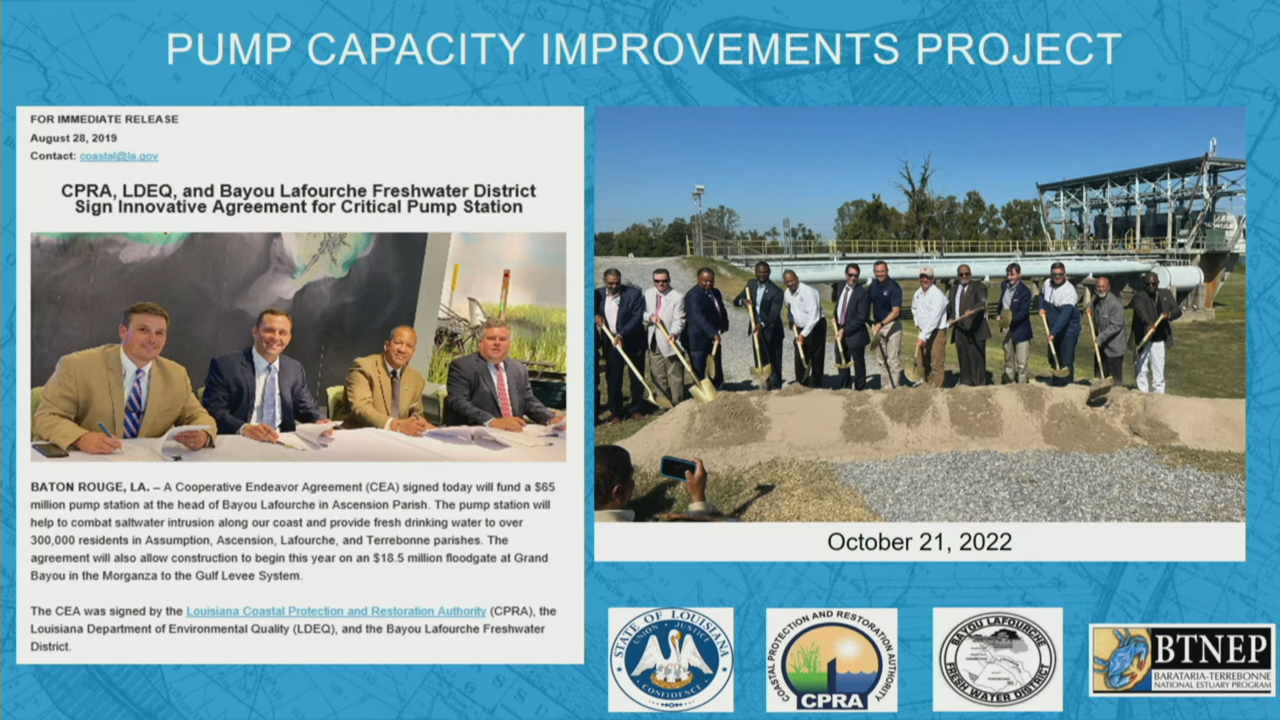 PUMP CAPACITY IMPROVEMENTS PROJECT
FOR IMMEDIATE RELEASE
August 28, 2019
Contact: coastal@la.gov
CPRA, LDEQ, and Bayou Lafourche Freshwater District
Sign Innovative Agreement for Critical Pump Station
BATON ROUGE, LA. – A Cooperative Endeavor Agreement (CEA) signed today will fund a $65
million pump station at the head of Bayou Lafourche in Ascension Parish. The pump station will
help to combat saltwater intrusion along our coast and provide fresh drinking water to over
300,000 residents in Assumption, Ascension, Lafourche, and Terrebonne parishes. The
agreement will also allow construction to begin this year on an $18.5 million floodgate at Grand
Bayou in the Morganza to the Gulf Levee System.
The CEA was signed by the Louisiana Coastal Protection and Restoration Authority (CPRA), the
Louisiana Department of Environmental Quality (LDEQ), and the Bayou Lafourche Freshwater
District.
October 21, 2022
STATE OF LOUISIANA
UNION JUSTICE
CONFIDENCE
COASTAL PROTECTION AND RESTORATION AUTHORITY
CPRA
BAYOU LAFOURCHE
FRESH WATER DISTRICT
BTNEP
BARATARIA-TERREBONNE
NATIONAL ESTUARY PROGRAM